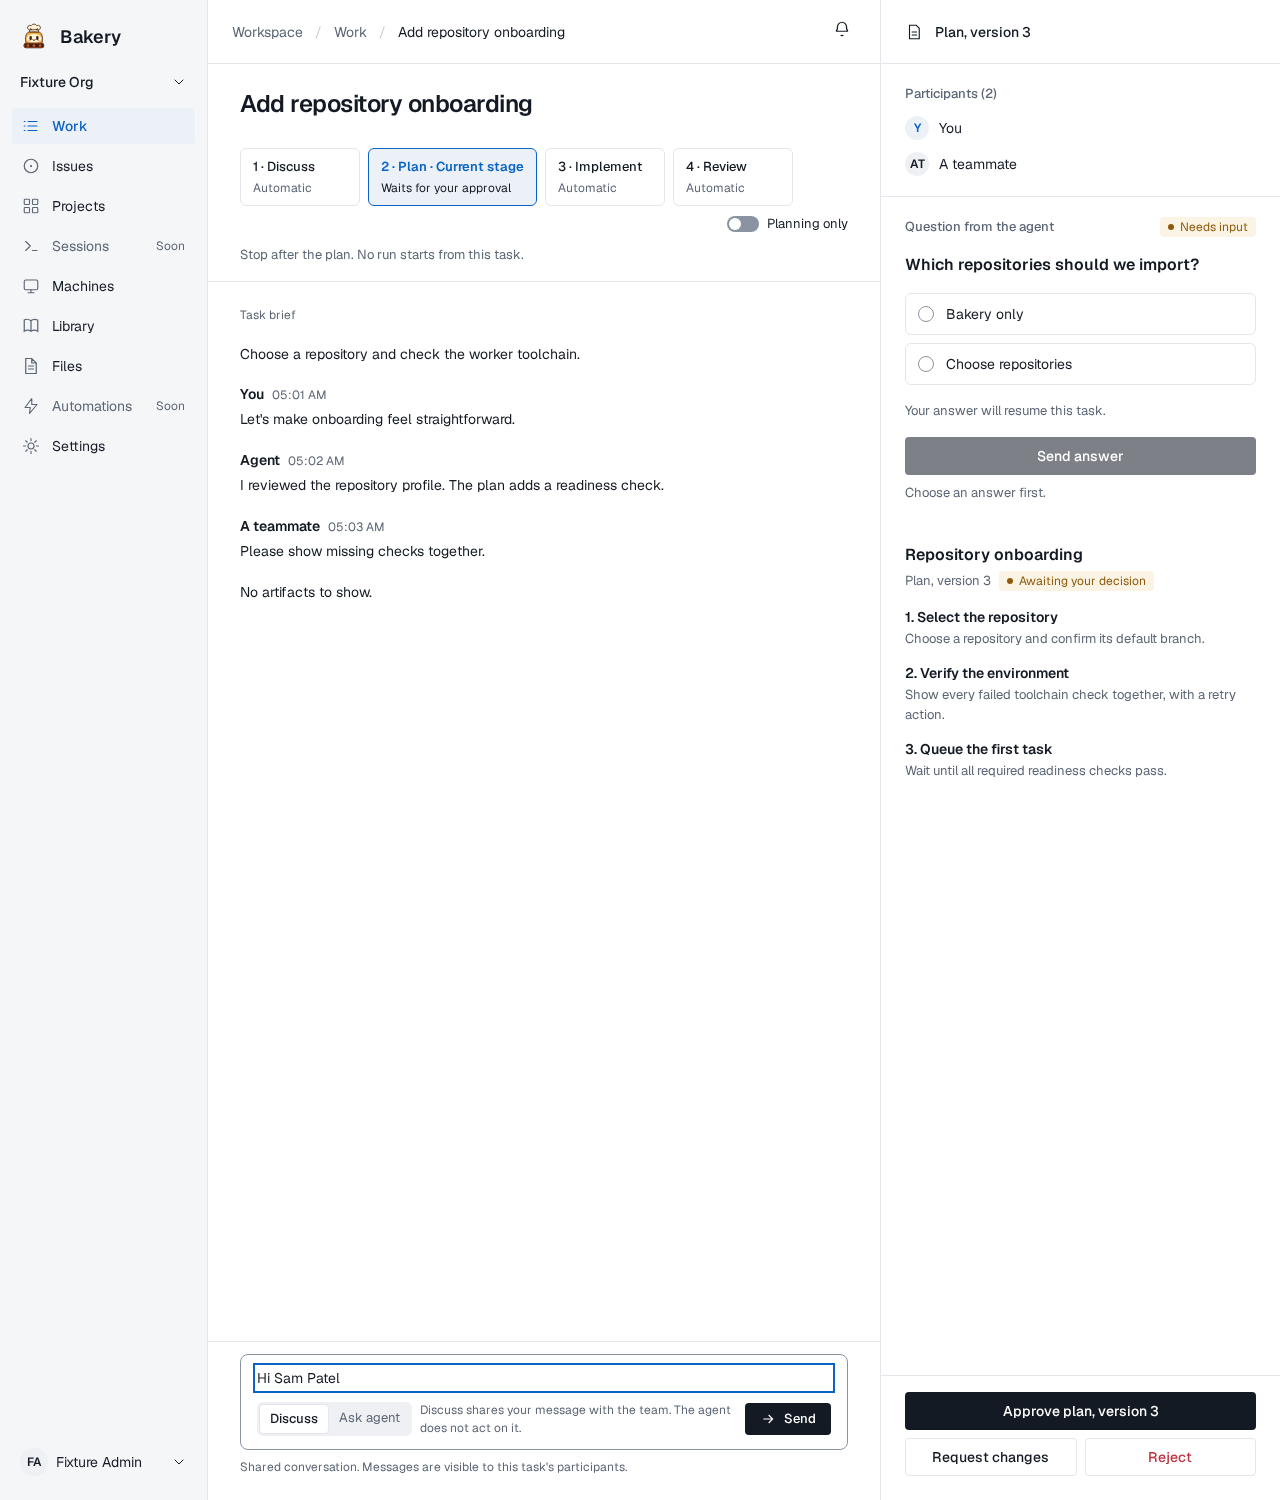 Bakery
Fixture Org
Work
Issues
Projects
Sessions Soon
Machines
Library
Files
Automations Soon
Settings
FA Fixture Admin
Workspace / Work / Add repository onboarding
Add repository onboarding
1 · Discuss
Automatic
2 · Plan · Current stage
Waits for your approval
3 · Implement
Automatic
4 · Review
Automatic
Planning only
Stop after the plan. No run starts from this task.
Task brief
Choose a repository and check the worker toolchain.
You 05:01 AM
Let's make onboarding feel straightforward.
Agent 05:02 AM
I reviewed the repository profile. The plan adds a readiness check.
A teammate 05:03 AM
Please show missing checks together.
No artifacts to show.
Hi Sam Patel
Discuss Ask agent
Discuss shares your message with the team. The agent
does not act on it.
Send
Shared conversation. Messages are visible to this task's participants.
Plan, version 3
Participants (2)
Y You
AT A teammate
Question from the agent Needs input
Which repositories should we import?
Bakery only
Choose repositories
Your answer will resume this task.
Send answer
Choose an answer first.
Repository onboarding
Plan, version 3 Awaiting your decision
1. Select the repository
Choose a repository and confirm its default branch.
2. Verify the environment
Show every failed toolchain check together, with a retry
action.
3. Queue the first task
Wait until all required readiness checks pass.
Approve plan, version 3
Request changes Reject